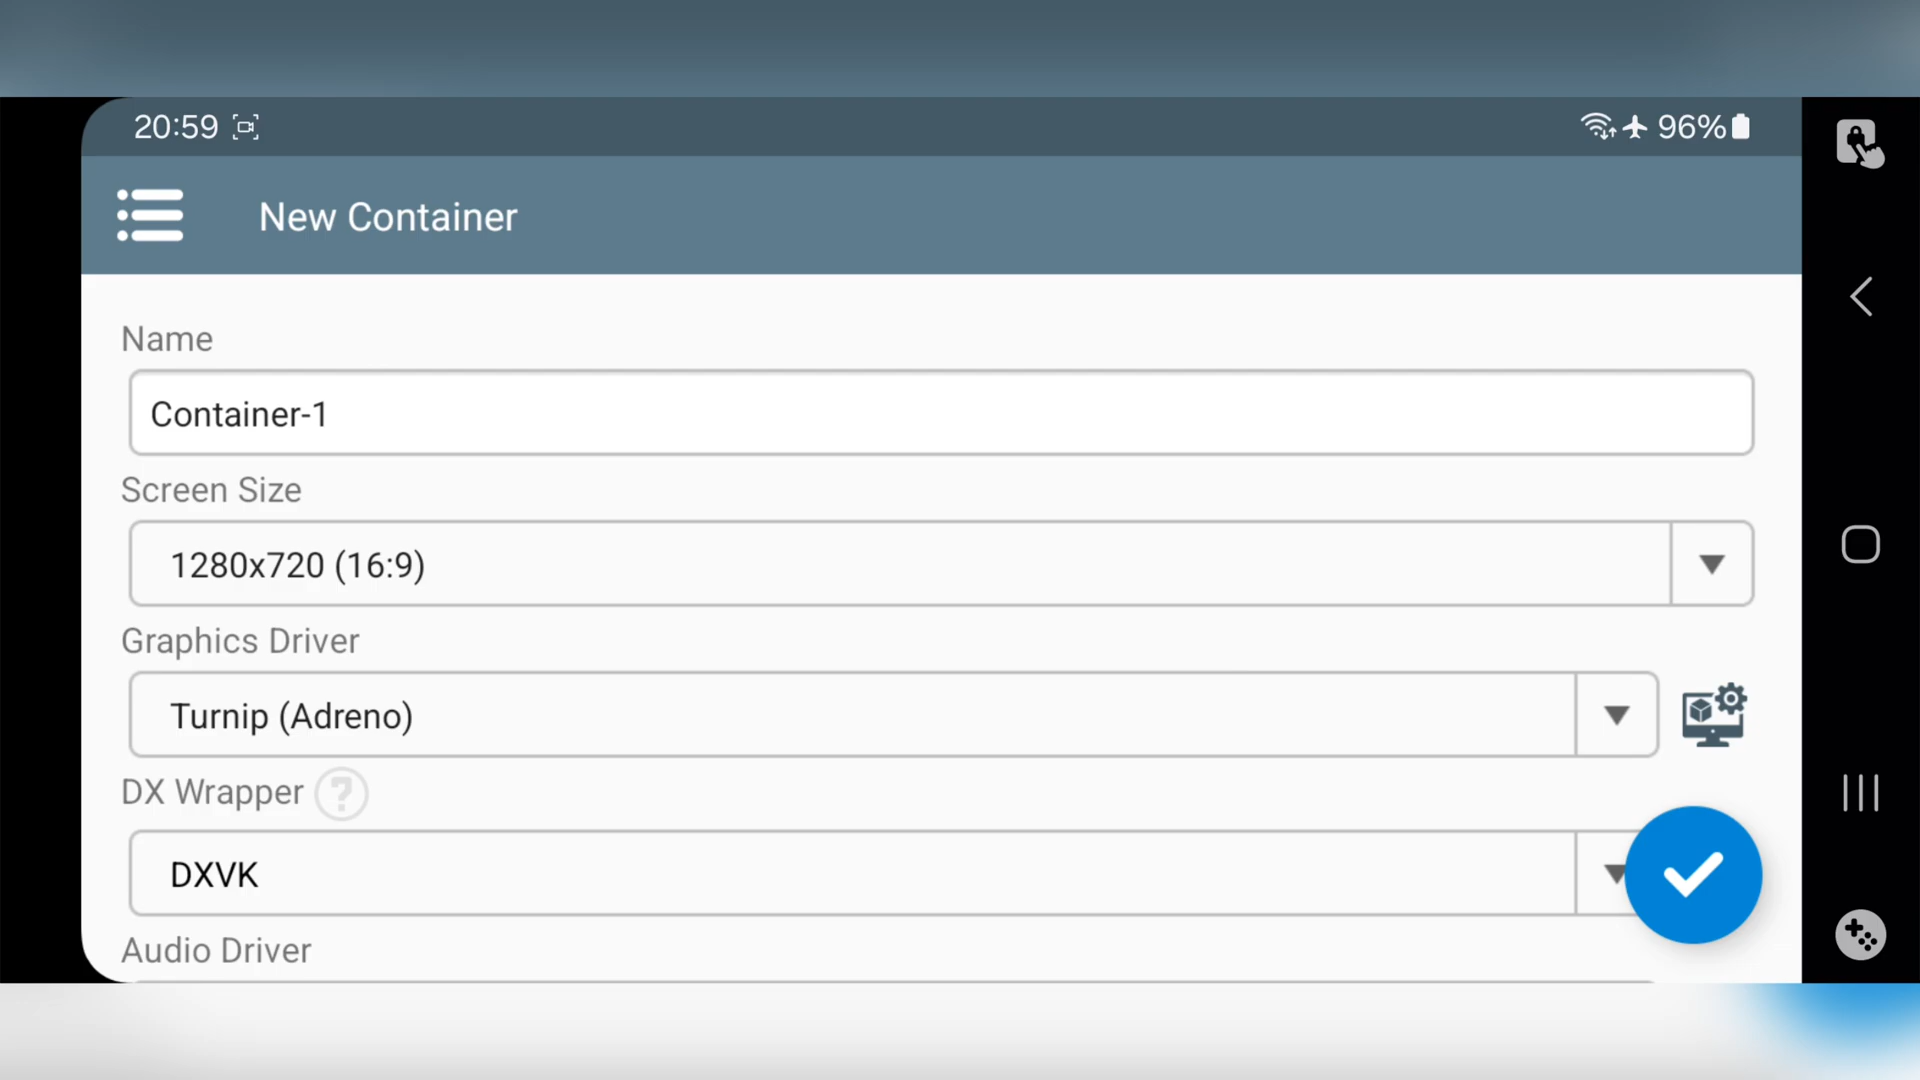 20:59
96%
New Container
Name
Container-1
Screen Size
1280x720 (16:9)
Graphics Driver
Turnip (Adreno)
DX Wrapper ?
DXVK
Audio Driver